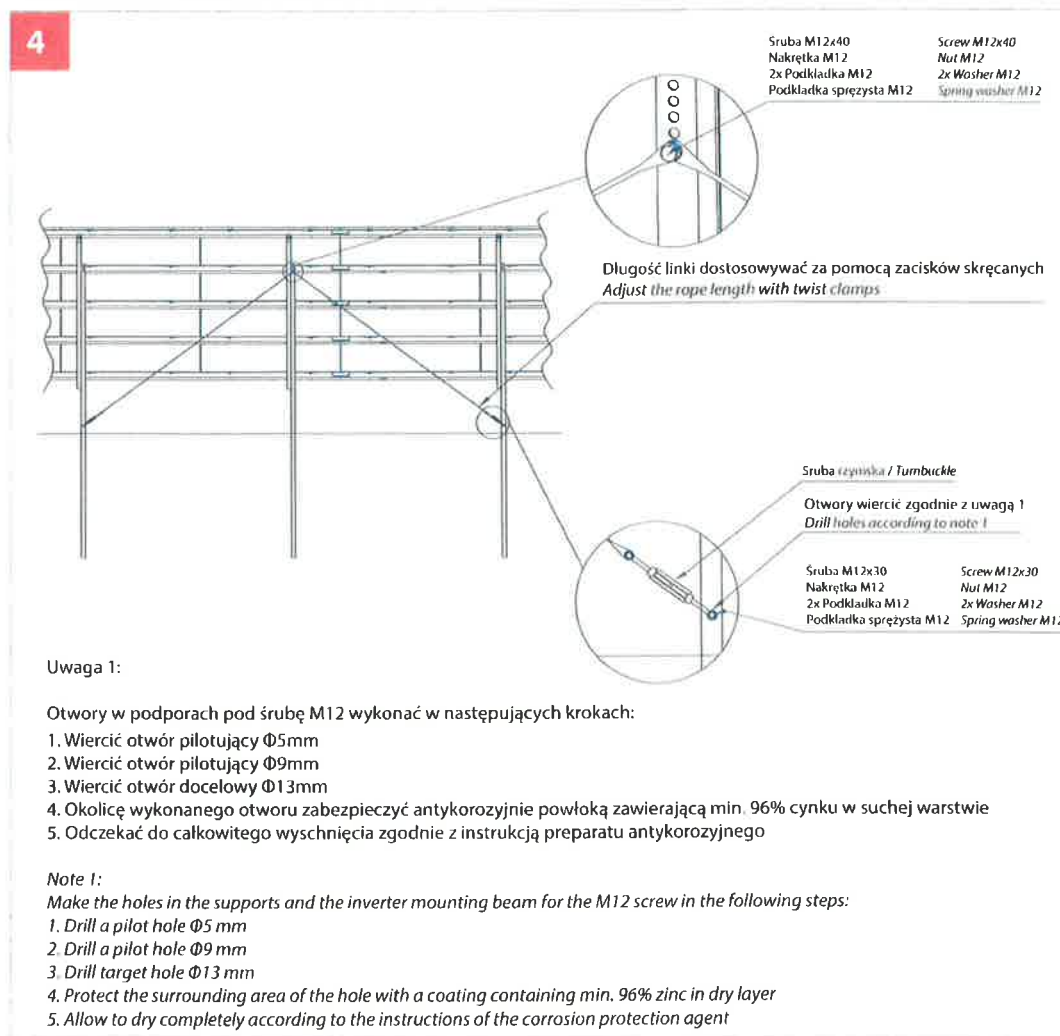 4
Śruba M12x40 Screw M12x40
Nakrętka M12 Nut M12
2x Podkładka M12 2x Washer M12
Podkładka sprężysta M12 Spring washer M12
Długość linki dostosowywać za pomocą zacisków skręcanych
Adjust the rope length with twist clamps
Śruba rzymska / Turnbuckle
Otwory wiercić zgodnie z uwagą 1
Drill holes according to note 1
Śruba M12x30 Screw M12x30
Nakrętka M12 Nut M12
2x Podkładka M12 2x Washer M12
Podkładka sprężysta M12 Spring washer M12
Uwaga 1:
Otwory w podporach pod śrubę M12 wykonać w następujących krokach:
1. Wiercić otwór pilotujący Φ5mm
2. Wiercić otwór pilotujący Φ9mm
3. Wiercić otwór docelowy Φ13mm
4. Okolicę wykonanego otworu zabezpieczyć antykorozyjnie powłoką zawierającą min. 96% cynku w suchej warstwie
5. Odczekać do całkowitego wyschnięcia zgodnie z instrukcją preparatu antykorozyjnego
Note 1:
Make the holes in the supports and the inverter mounting beam for the M12 screw in the following steps:
1. Drill a pilot hole Φ5 mm
2. Drill a pilot hole Φ9 mm
3. Drill target hole Φ13 mm
4. Protect the surrounding area of the hole with a coating containing min. 96% zinc in dry layer
5. Allow to dry completely according to the instructions of the corrosion protection agent